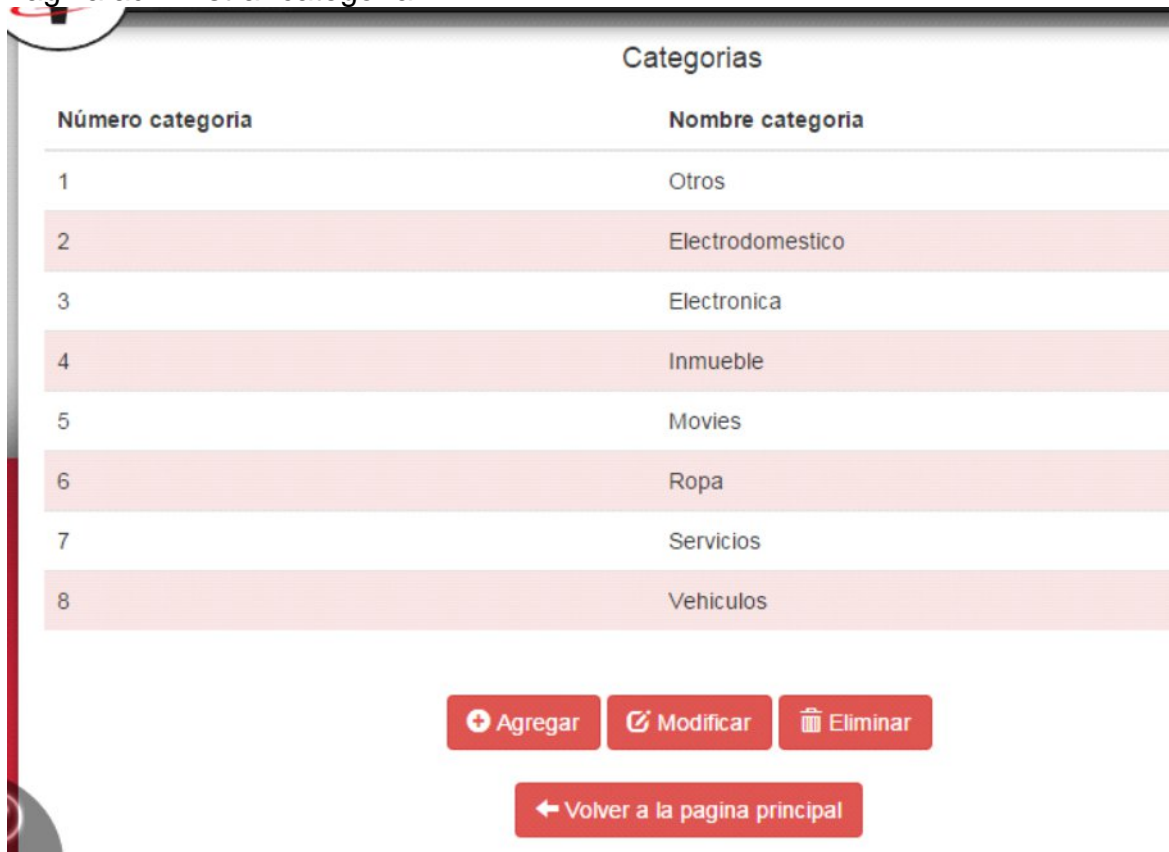 Categorias
Número categoria Nombre categoria
1 Otros
2 Electrodomestico
3 Electronica
4 Inmueble
5 Movies
6 Ropa
7 Servicios
8 Vehiculos
Agregar Modificar Eliminar
Volver a la pagina principal